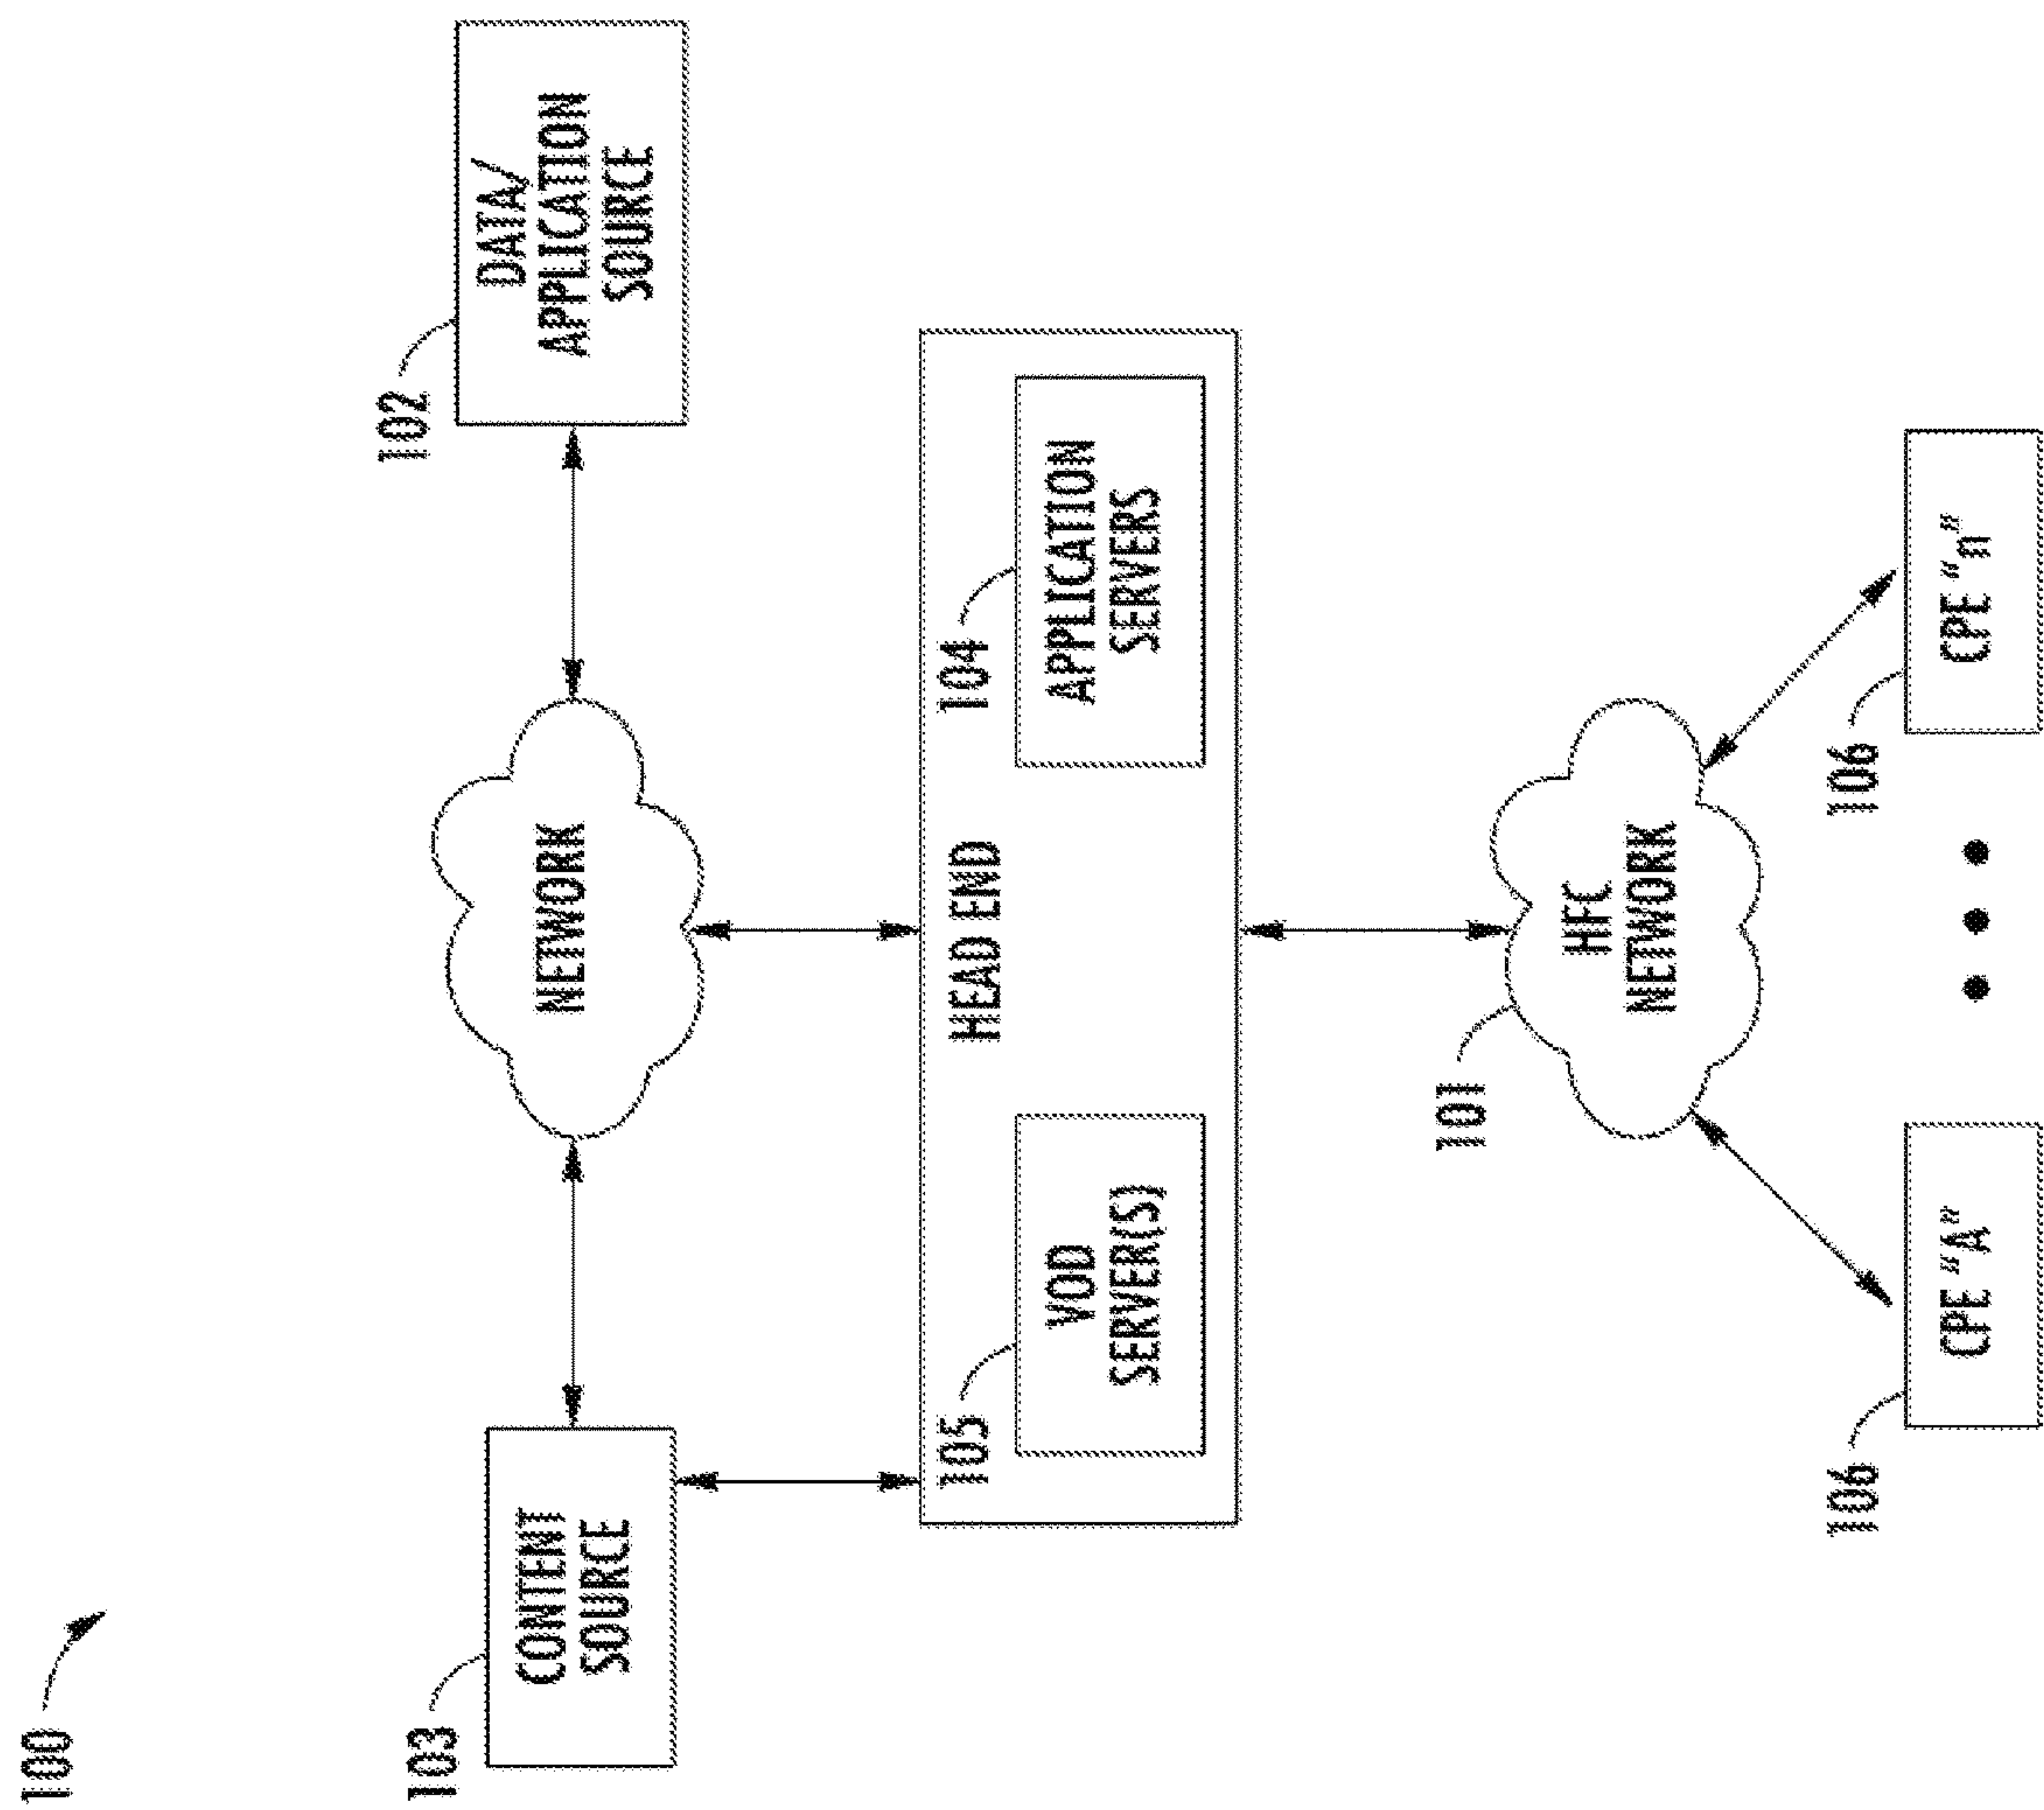 100
102
DATA/
APPLICATION
SOURCE
103
CONTENT
SOURCE
NETWORK
HEAD END
105
VOD
SERVER(S)
104
APPLICATION
SERVERS
101
HFC
NETWORK
106
CPE "A"
106
CPE "n"